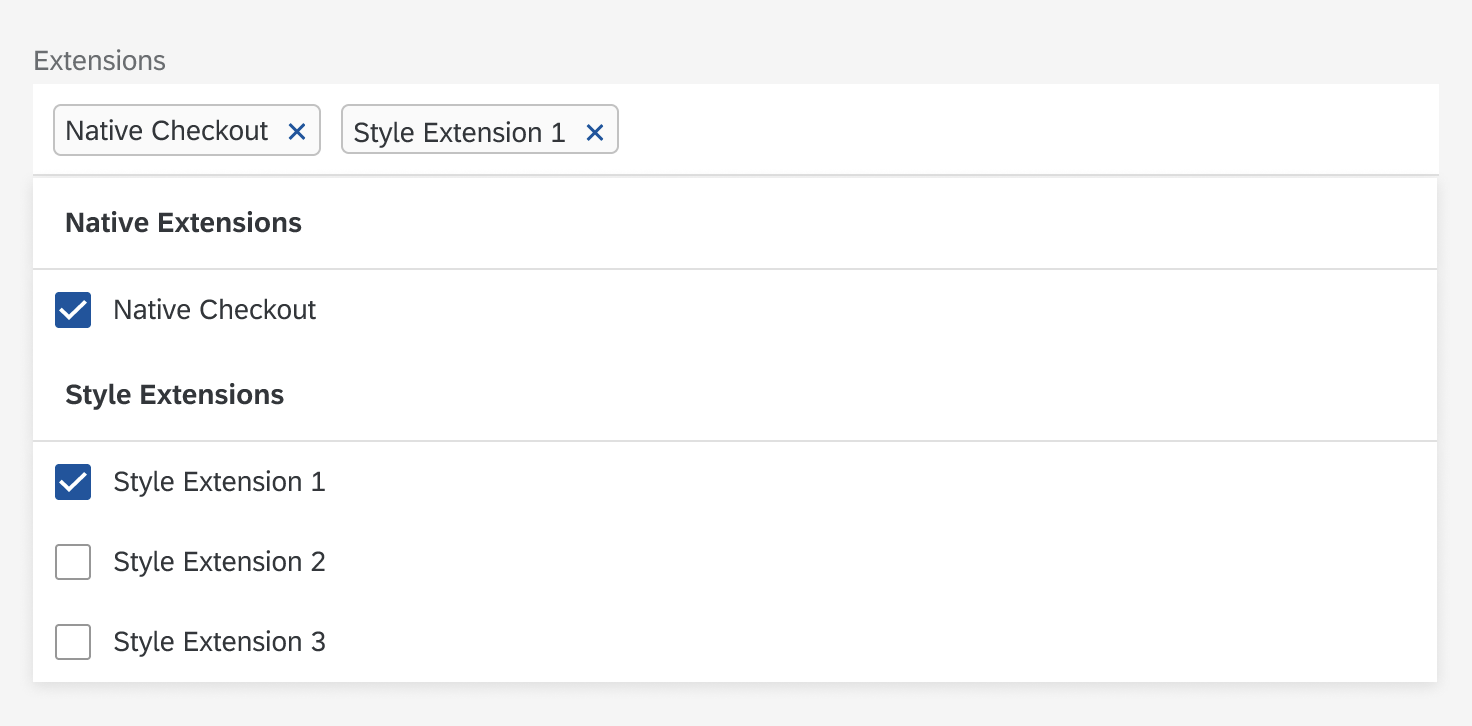 Extensions
Native Checkout Style Extension 1
Native Extensions
Native Checkout
Style Extensions
Style Extension 1
Style Extension 2
Style Extension 3